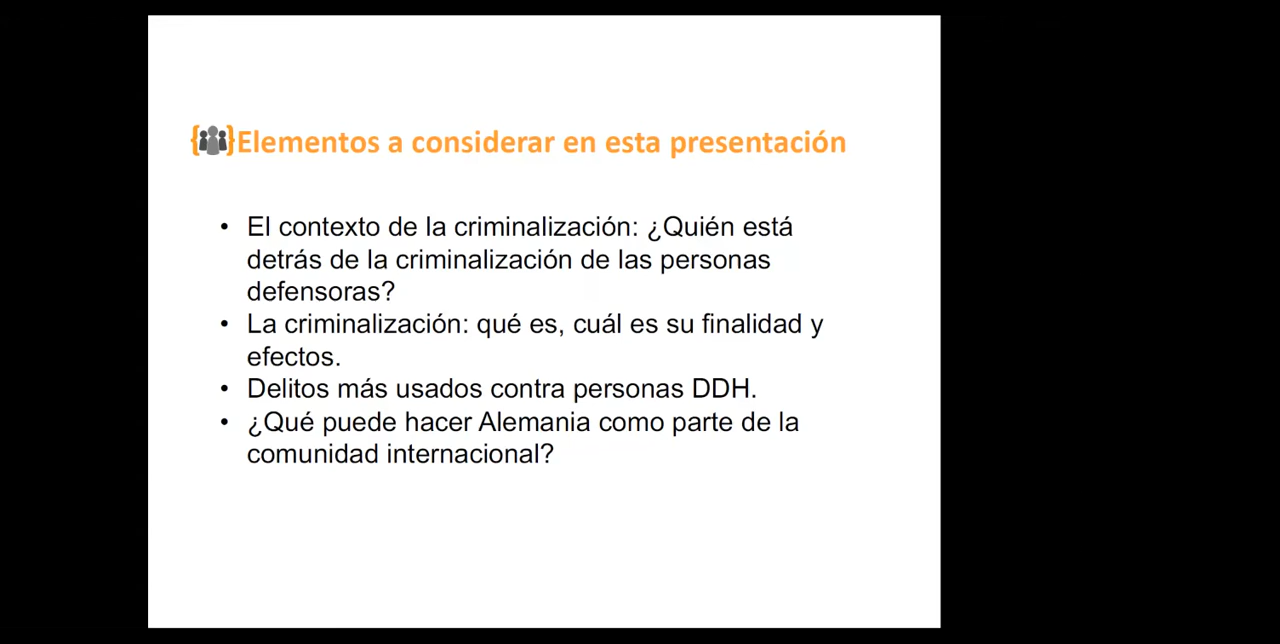 Elementos a considerar en esta presentación
• El contexto de la criminalización: ¿Quién está
detrás de la criminalización de las personas
defensoras?
• La criminalización: qué es, cuál es su finalidad y
efectos.
• Delitos más usados contra personas DDH.
• ¿Qué puede hacer Alemania como parte de la
comunidad internacional?